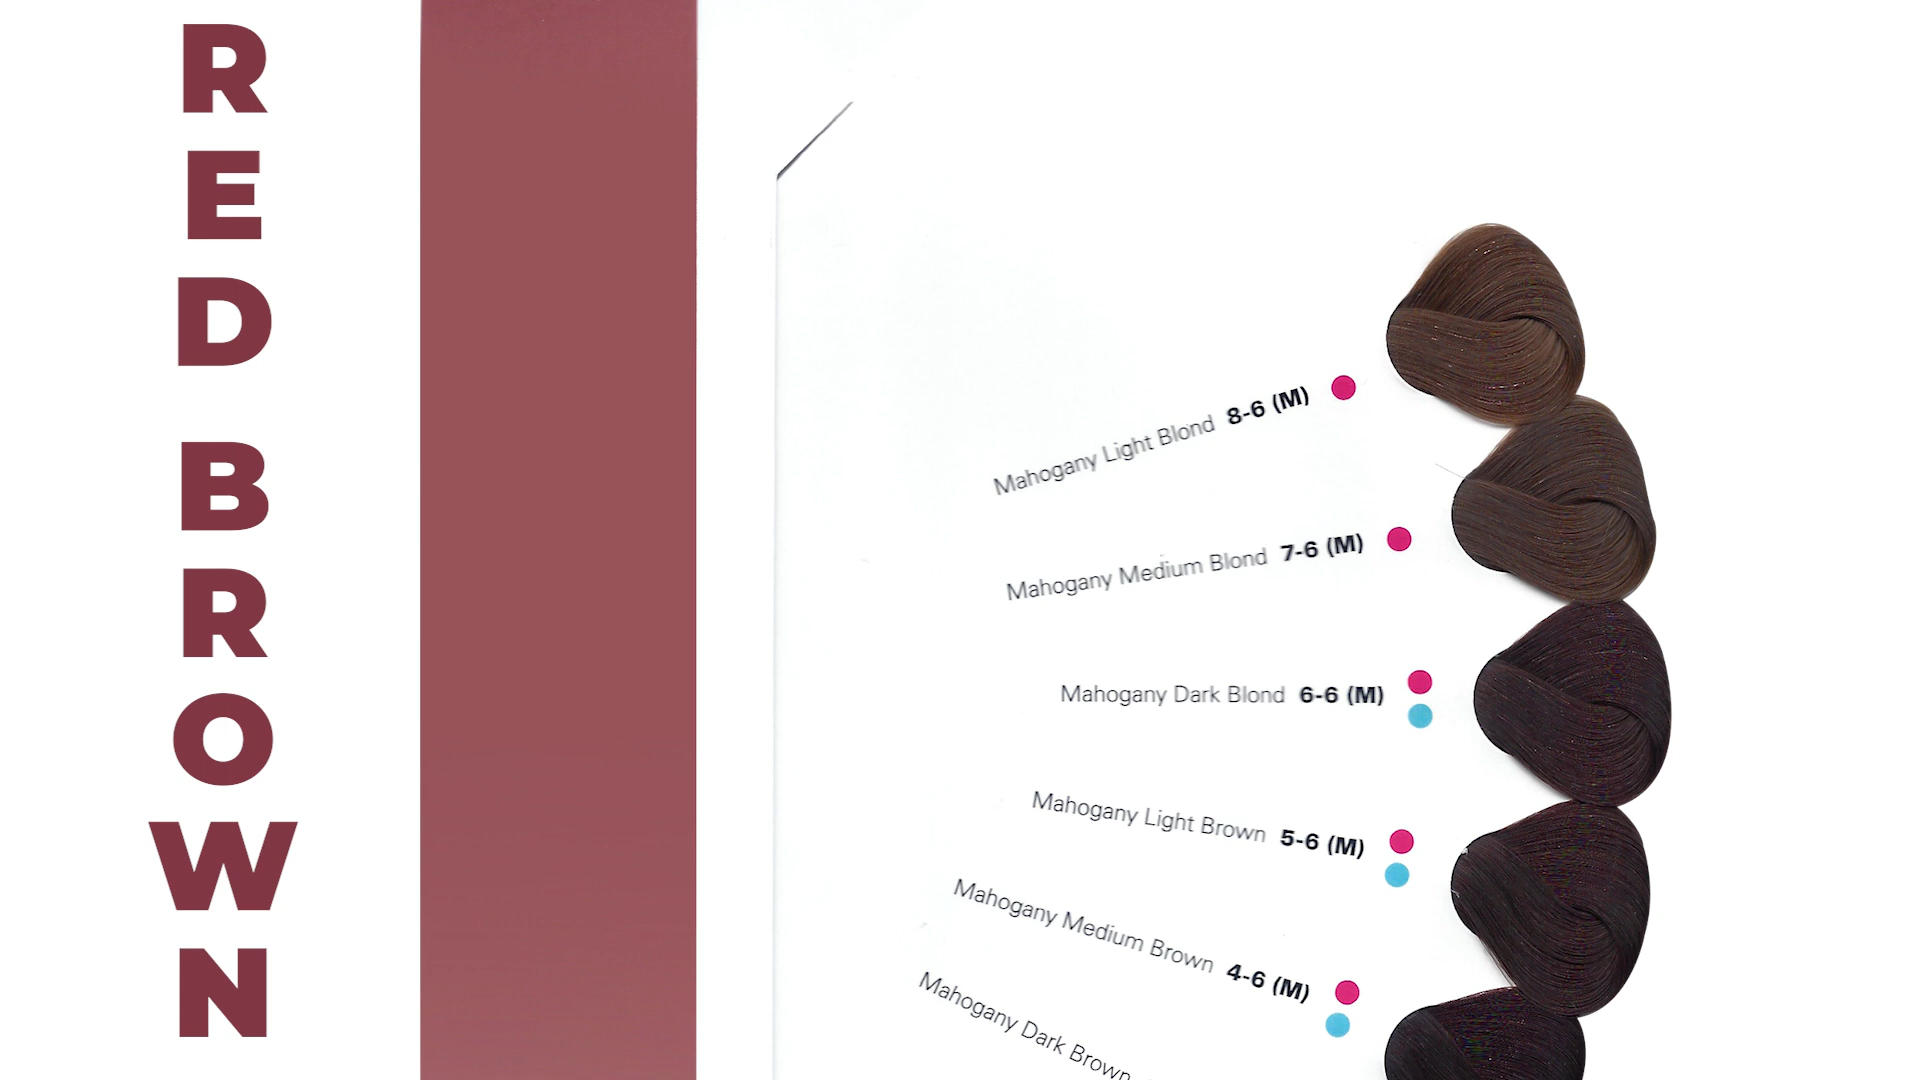 RED BROWN
Mahogany Light Blond 8-6 (M)
Mahogany Medium Blond 7-6 (M)
Mahogany Dark Blond 6-6 (M)
Mahogany Light Brown 5-6 (M)
Mahogany Medium Brown 4-6 (M)
Mahogany Dark Brown